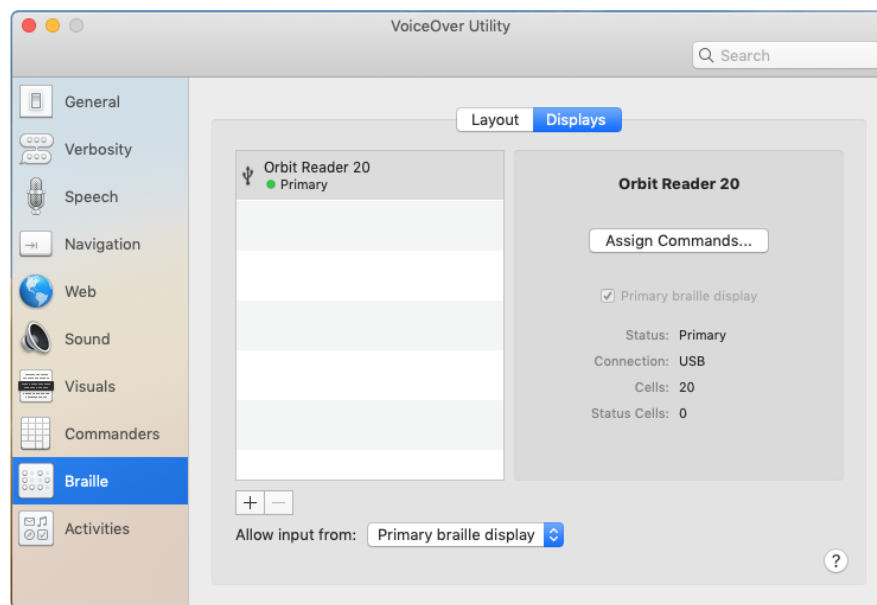 VoiceOver Utility
Search
General
Verbosity
Speech
Navigation
Web
Sound
Visuals
Commanders
Braille
Activities
Layout Displays
Orbit Reader 20
Primary
Orbit Reader 20
Assign Commands...
Primary braille display
Status: Primary
Connection: USB
Cells: 20
Status Cells: 0
+ −
Allow input from: Primary braille display
?